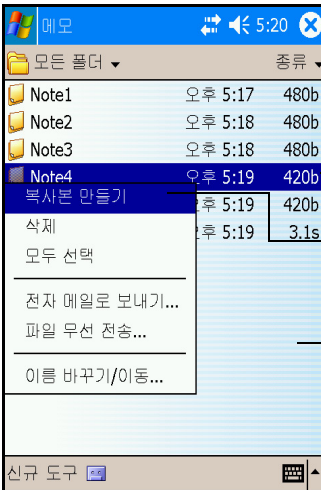 메모 5:20
모든 폴더 종류
Note1 오후 5:17 480b
Note2 오후 5:18 480b
Note3 오후 5:18 480b
Note4 오후 5:19 420b
복사본 만들기
오후 5:19 420b
삭제
오후 5:19 3.1s
모두 선택
전자 메일로 보내기...
파일 무선 전송...
이름 바꾸기/이동...
신규 도구